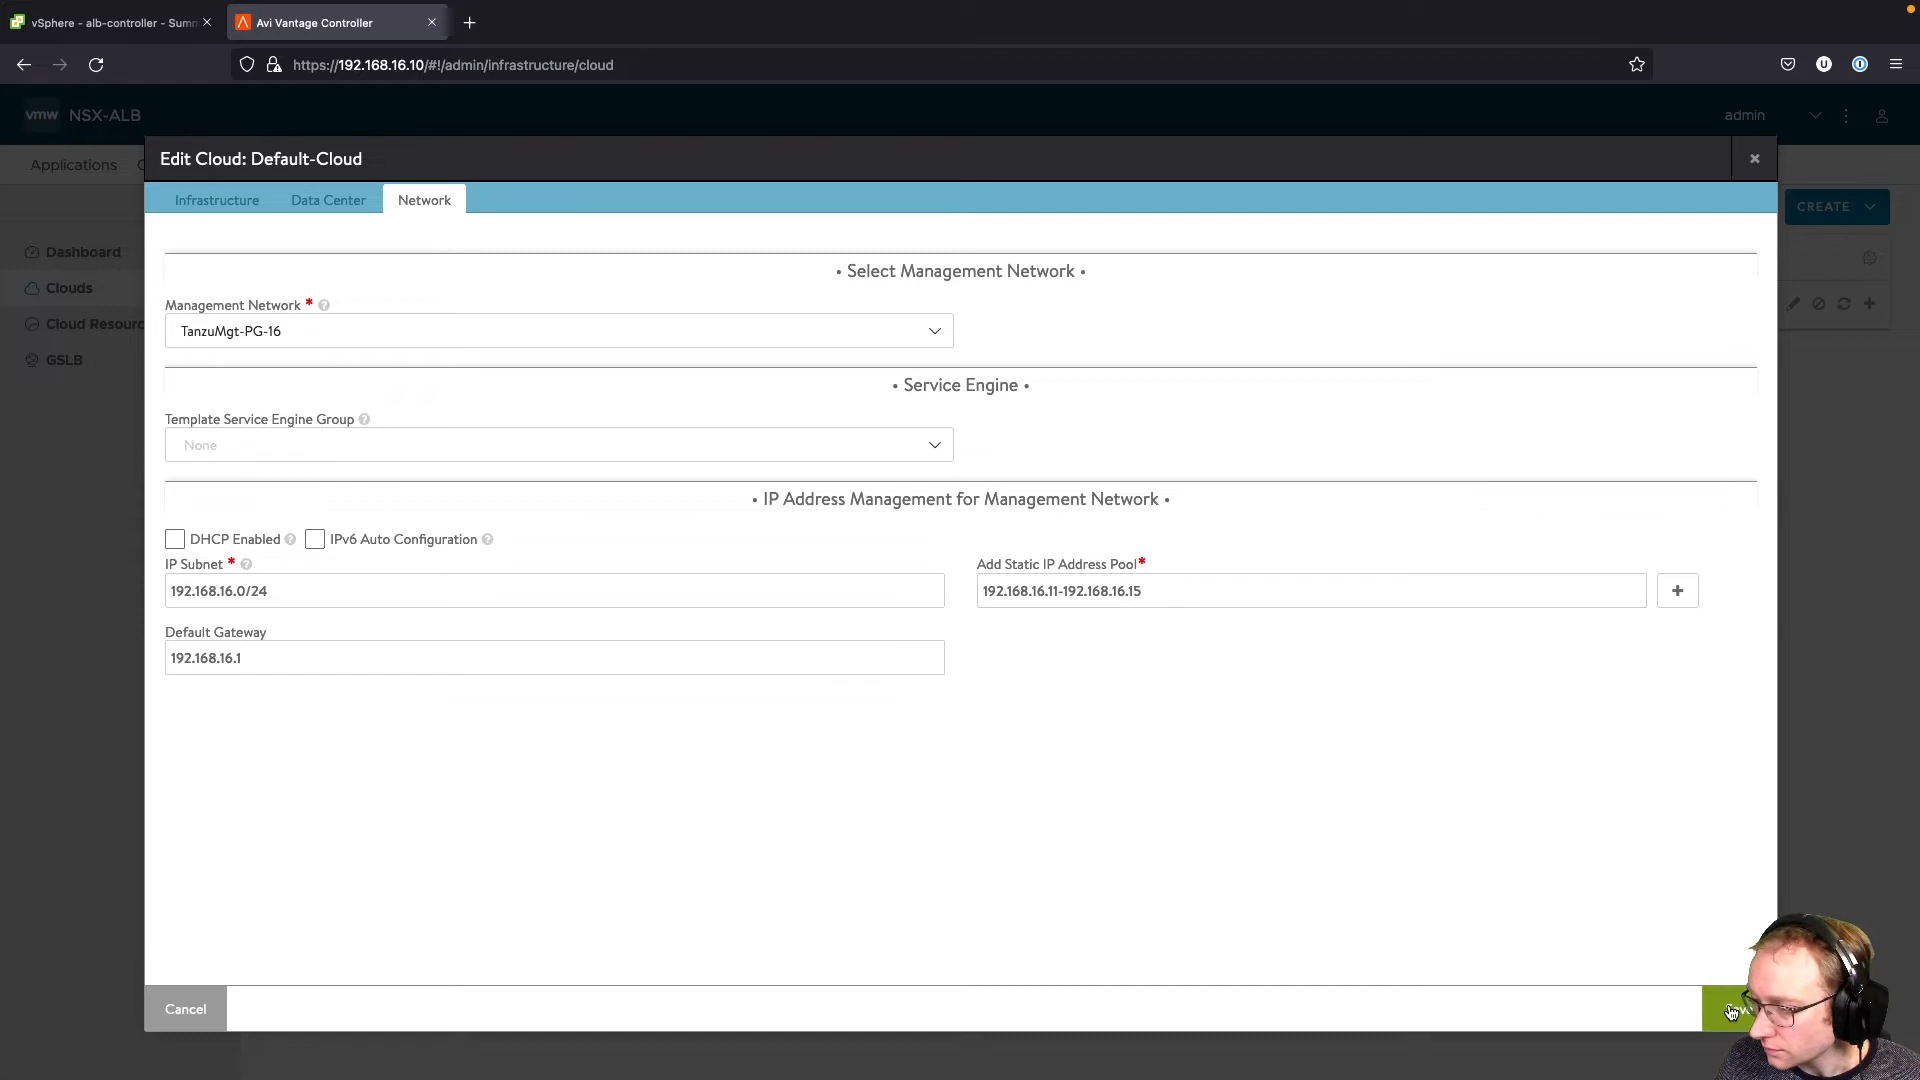 vSphere - alb-controller - Summ
Avi Vantage Controller
https://192.168.16.10/#!/admin/infrastructure/cloud
vmw NSX-ALB
admin
Applications
Edit Cloud: Default-Cloud
Infrastructure Data Center Network
CREATE
Dashboard
Clouds
Cloud Resourc
GSLB
• Select Management Network •
Management Network *
TanzuMgt-PG-16
• Service Engine •
Template Service Engine Group
None
• IP Address Management for Management Network •
DHCP Enabled IPv6 Auto Configuration
IP Subnet * Add Static IP Address Pool*
192.168.16.0/24 192.168.16.11-192.168.16.15
Default Gateway
192.168.16.1
Cancel